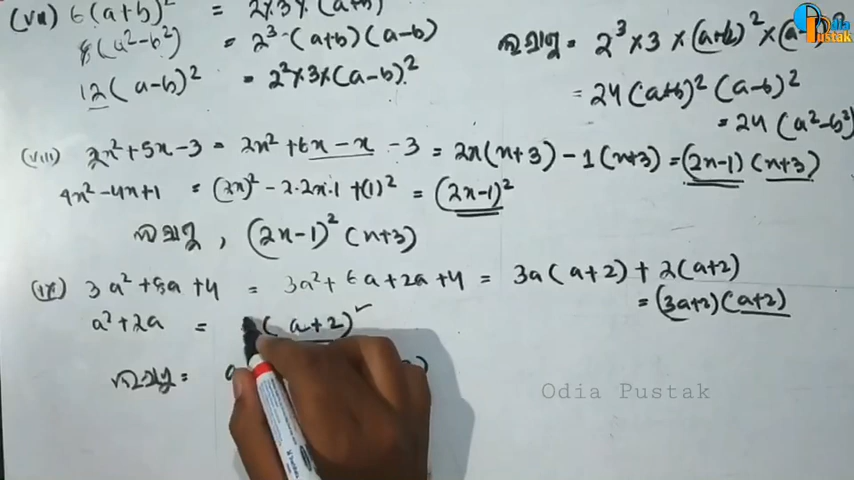 (vii) 6(a+b)² = 2×3×(a+b)
8(a²-b²) = 2³·(a+b)(a-b)
12(a-b)² = 2²×3×(a-b)²
ଲ.ସା.ଗୁ = 2³×3×(a+b)²×(a-b)²
= 24(a+b)²(a-b)²
= 24(a²-b²)
(viii) 2x²+5x-3 = 2x²+6x-x-3 = 2x(x+3)-1(x+3) = (2x-1)(x+3)
4x²-4x+1 = (2x)²-2.2x.1+(1)² = (2x-1)²
ଲ.ସା.ଗୁ, (2x-1)²(x+3)
(ix) 3a²+8a+4 = 3a²+6a+2a+4 = 3a(a+2)+2(a+2)
= (3a+2)(a+2)
a²+2a = (a+2)
ଲ.ସା.ଗୁ =
Odia Pustak
Odia Pustak